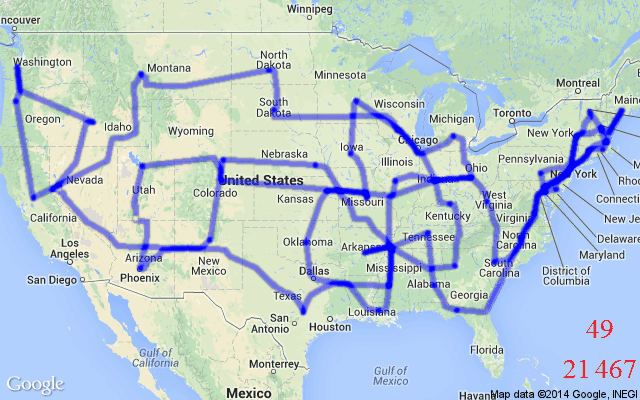 Winnipeg
ancouver
Washington
Montana
North
Dakota
Minnesota
Montreal
Maine
Oregon
Idaho
South
Dakota
Wisconsin
Michigan
Toronto
New York
Wyoming
Iowa
Chicago
Illinois
Ohio
Pennsylvania
Nebraska
New York
Nevada
Utah
Colorado
United States
Kansas
Missouri
Indiana
West
Virginia
Virginia
Kentucky
Rho
Connectic
New Jersey
Delaware
Maryland
District of
Columbia
California
Los
Angeles
San Diego
Arizona
Phoenix
New
Mexico
Oklahoma
Arkansas
Tennessee
North
Carolina
South
Carolina
Dallas
Mississippi
Alabama
Georgia
Texas
San
Antonio
Houston
Louisiana
Florida
Gulf of
California
Monterrey
Gulf of
Mexico
Mexico
Havana
49
21 467
Google
Map data ©2014 Google, INEGI